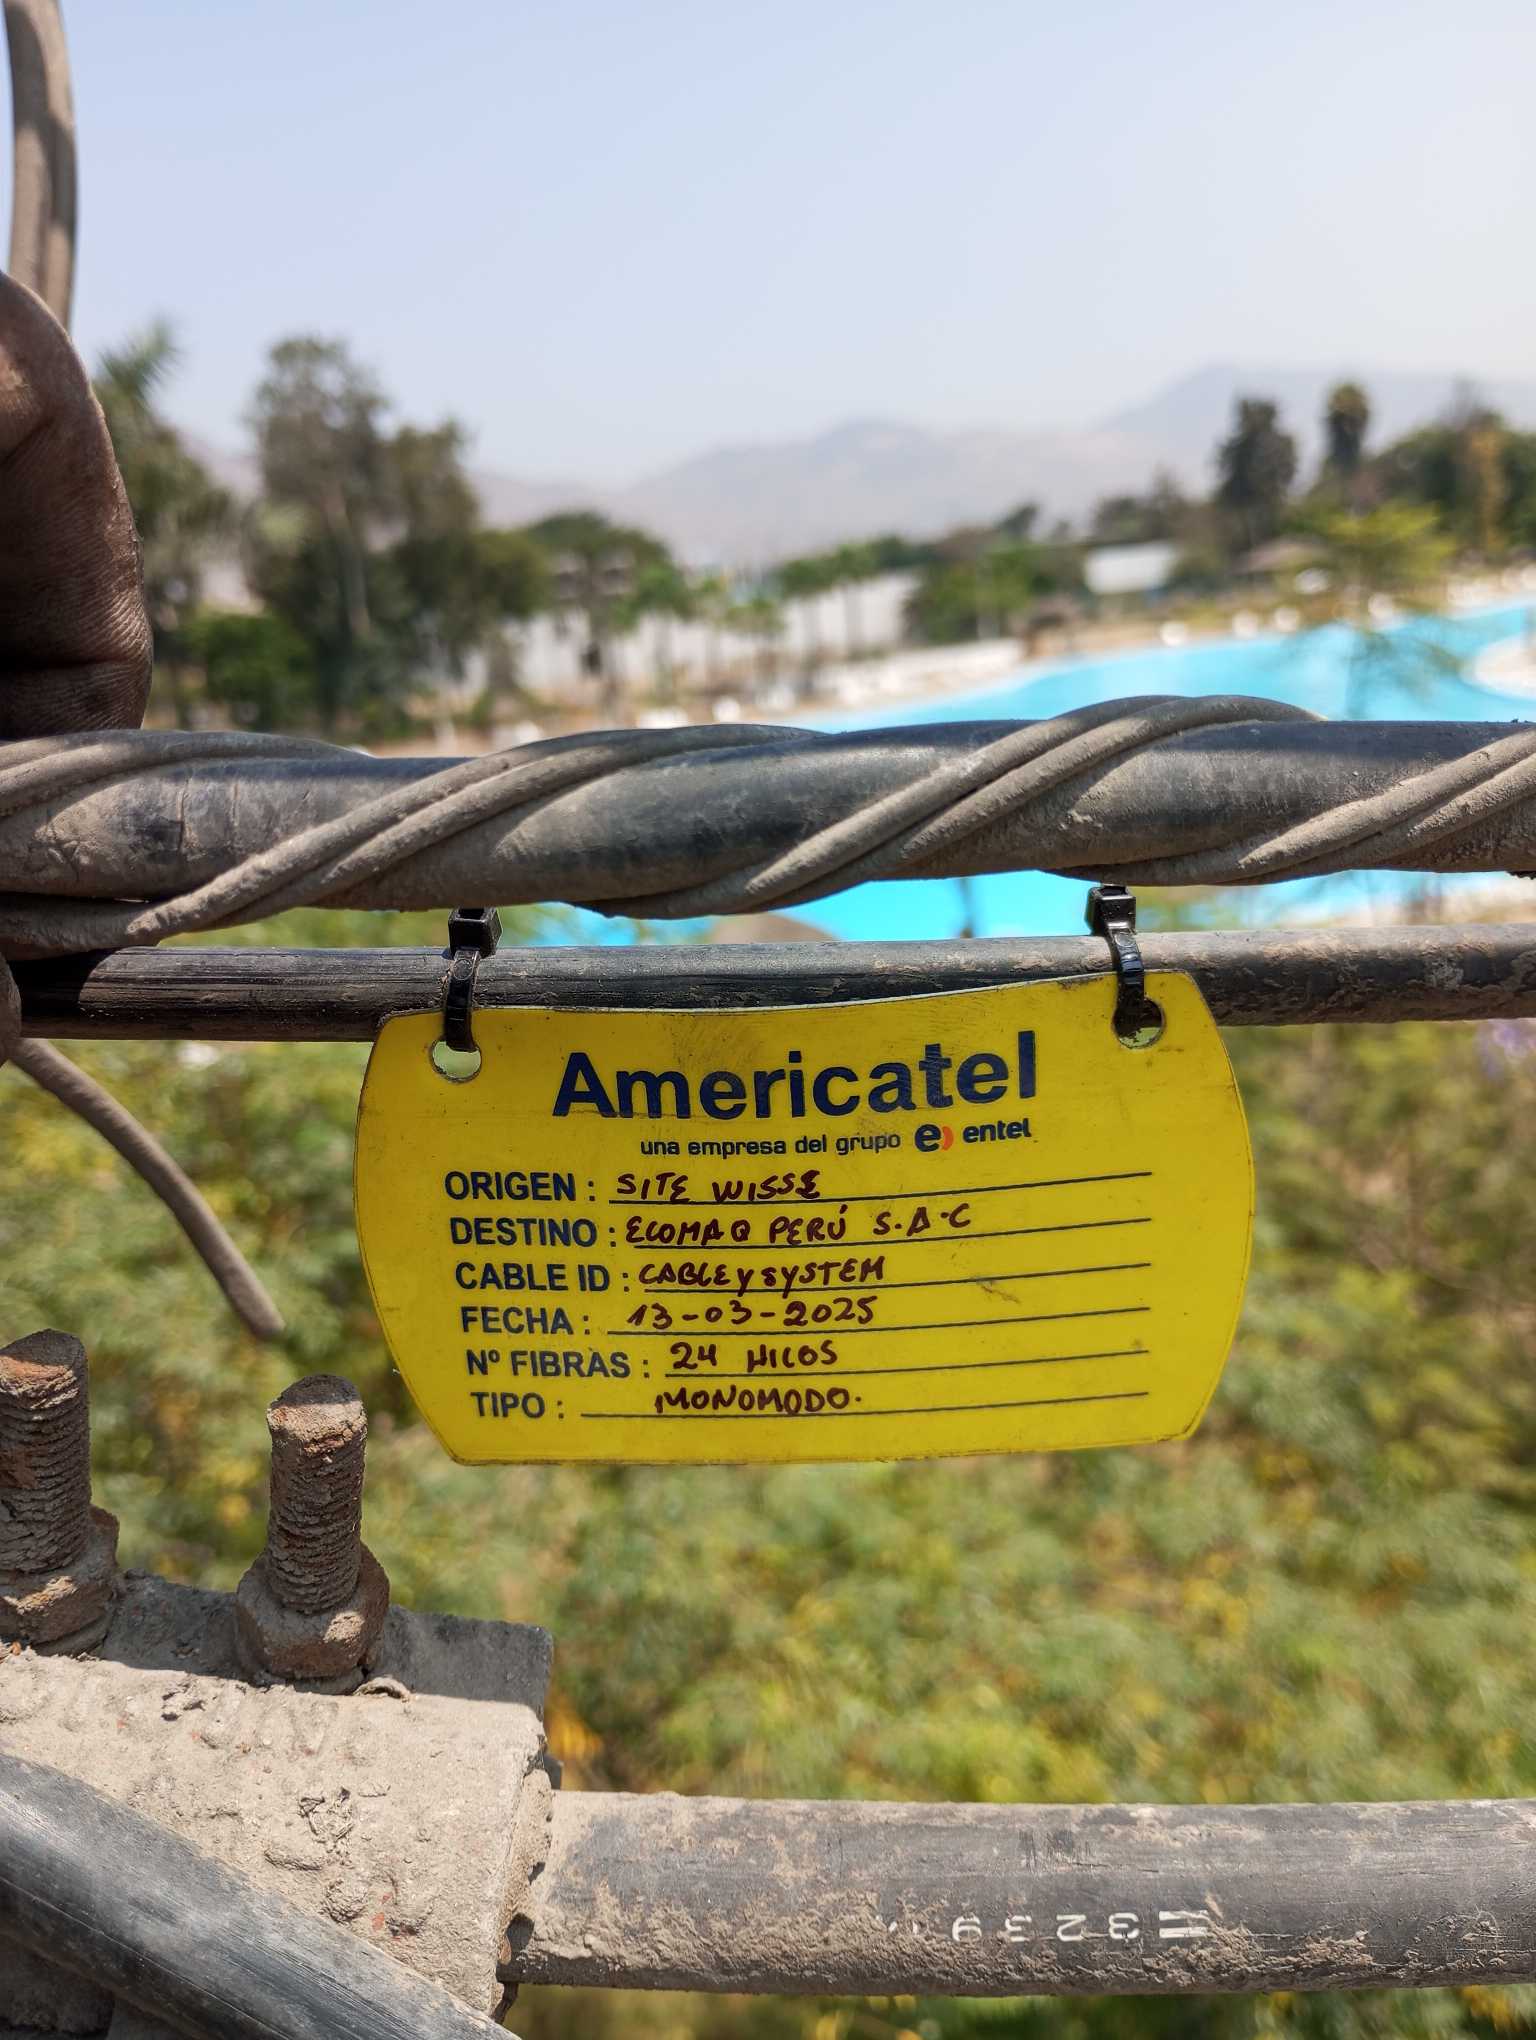 Americatel
una empresa del grupo e) entel
ORIGEN : SITE WISSE
DESTINO : ECOMAQ PERÚ S.A.C
CABLE ID : CABLEYSYSTEM
FECHA : 13-03-2025
Nº FIBRAS : 24 HILOS
TIPO : MONOMODO.